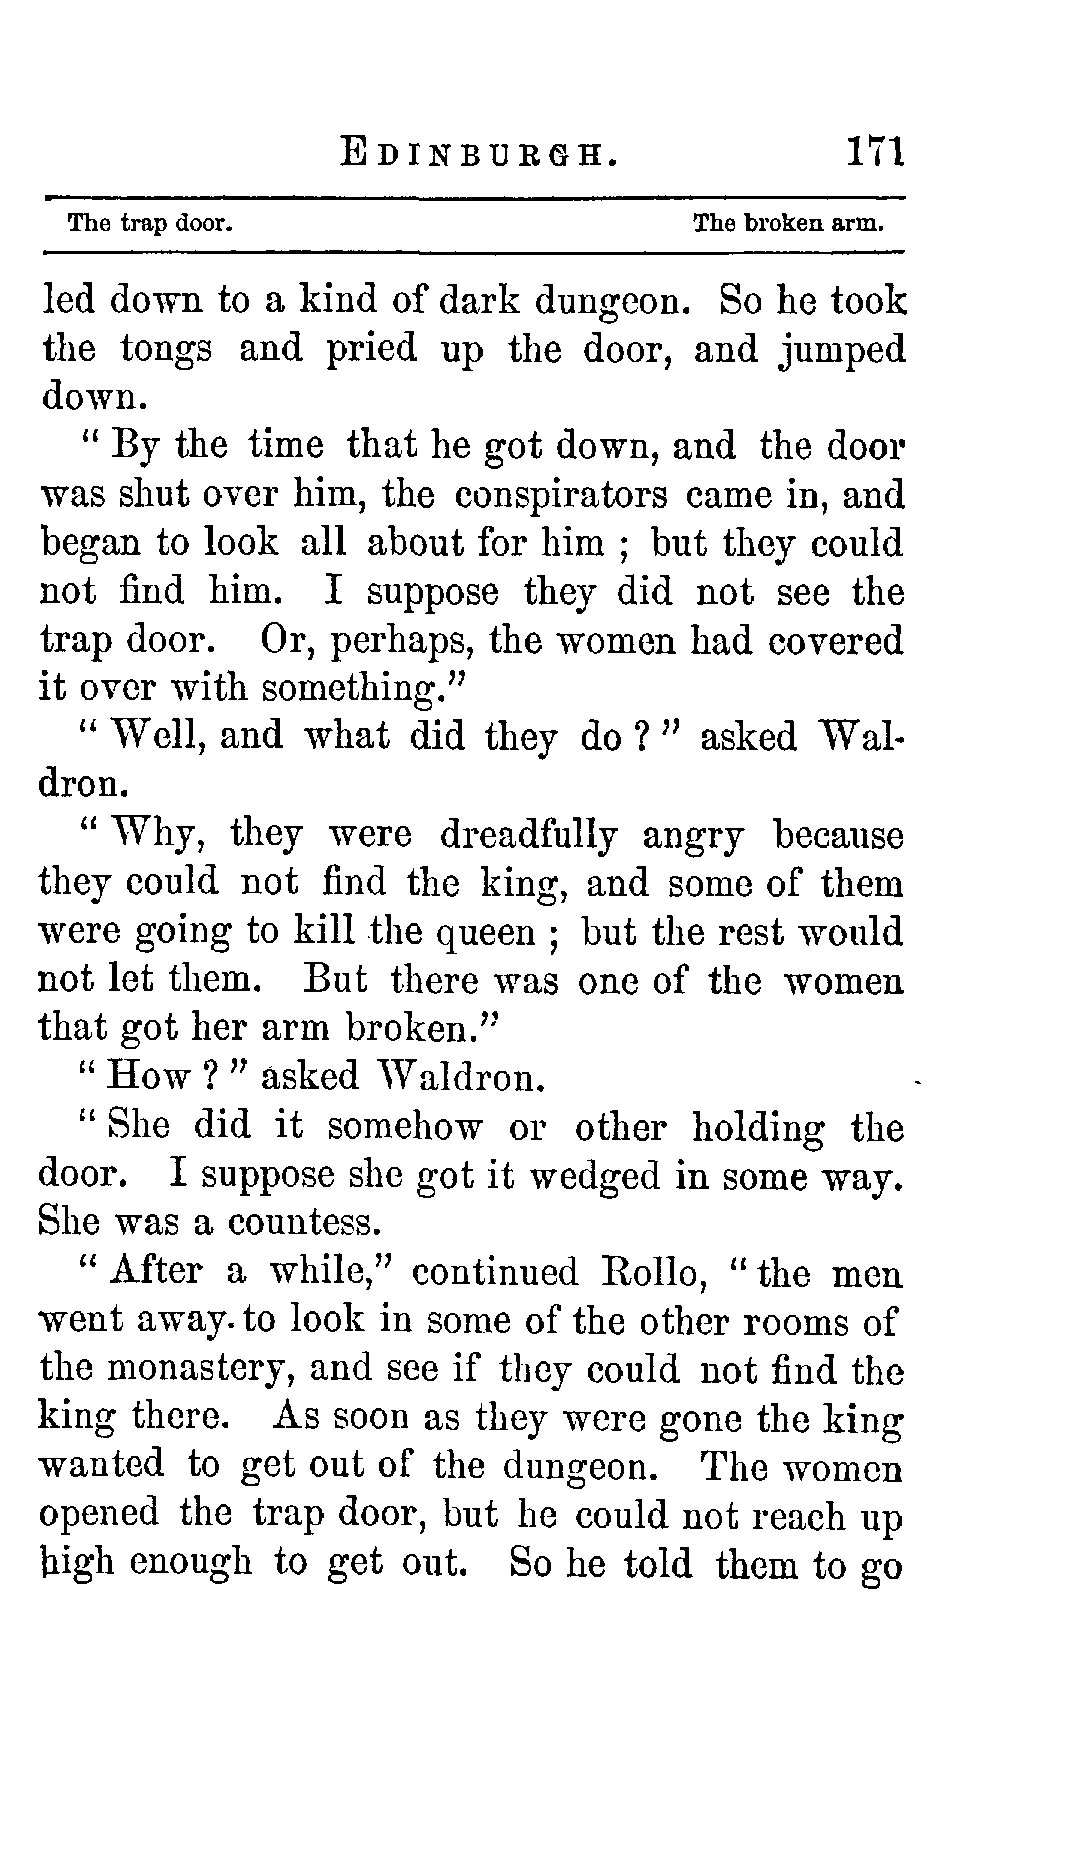 EDINBURGH. 171
The trap door. The broken arm.
led down to a kind of dark dungeon. So he took
the tongs and pried up the door, and jumped
down.
" By the time that he got down, and the door
was shut over him, the conspirators came in, and
began to look all about for him ; but they could
not find him. I suppose they did not see the
trap door. Or, perhaps, the women had covered
it over with something."
" Well, and what did they do ? " asked Wal-
dron.
" Why, they were dreadfully angry because
they could not find the king, and some of them
were going to kill the queen ; but the rest would
not let them. But there was one of the women
that got her arm broken."
" How ? " asked Waldron.
" She did it somehow or other holding the
door. I suppose she got it wedged in some way.
She was a countess.
" After a while," continued Rollo, " the men
went away to look in some of the other rooms of
the monastery, and see if they could not find the
king there. As soon as they were gone the king
wanted to get out of the dungeon. The women
opened the trap door, but he could not reach up
high enough to get out. So he told them to go